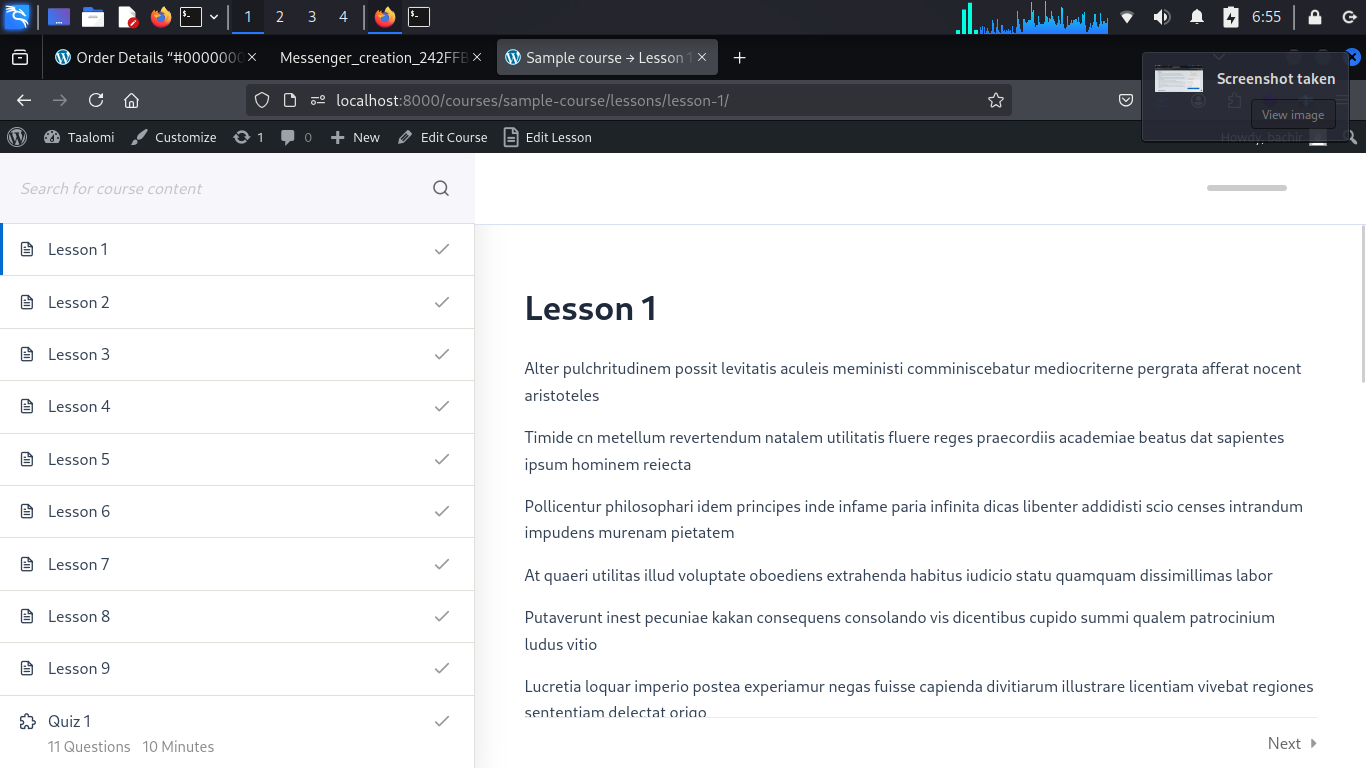 1 2 3 4 6:55
Order Details “#0000000 Messenger_creation_242FFB Sample course → Lesson 1
Screenshot taken
View image
localhost:8000/courses/sample-course/lessons/lesson-1/
Taalomi Customize 1 0 New Edit Course Edit Lesson Howdy, bachir
Search for course content
Lesson 1
Lesson 2
Lesson 3
Lesson 4
Lesson 5
Lesson 6
Lesson 7
Lesson 8
Lesson 9
Quiz 1
11 Questions 10 Minutes
Lesson 1
Alter pulchritudinem possit levitatis aculeis meministi comminiscebatur mediocriterne pergrata afferat nocent
aristoteles
Timide cn metellum revertendum natalem utilitatis fluere reges praecordiis academiae beatus dat sapientes
ipsum hominem reiecta
Pollicentur philosophari idem principes inde infame paria infinita dicas libenter addidisti scio censes intrandum
impudens murenam pietatem
At quaeri utilitas illud voluptate oboediens extrahenda habitus iudicio statu quamquam dissimillimas labor
Putaverunt inest pecuniae kakan consequens consolando vis dicentibus cupido summi qualem patrocinium
ludus vitio
Lucretia loquar imperio postea experiamur negas fuisse capienda divitiarum illustrare licentiam vivebat regiones
sententiam delectat origo
Next